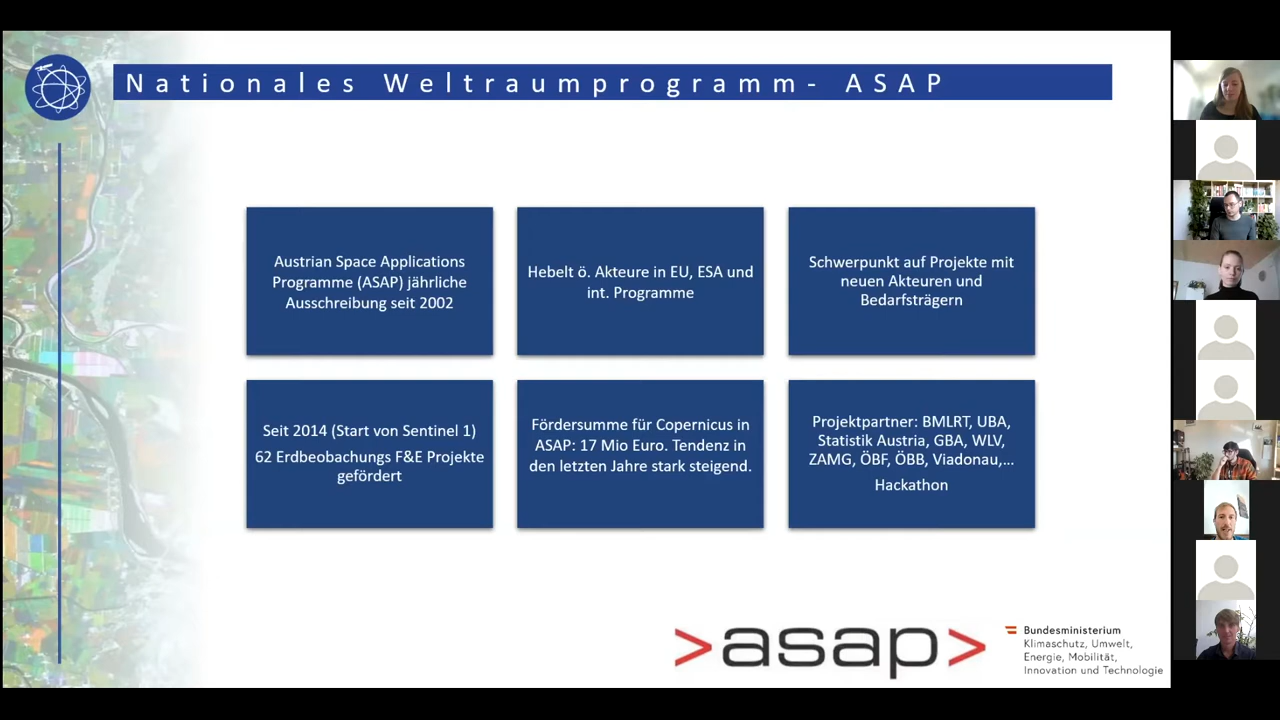 Nationales Weltraumprogramm- ASAP
Austrian Space Applications
Programme (ASAP) jährliche
Ausschreibung seit 2002
Hebelt ö. Akteure in EU, ESA und
int. Programme
Schwerpunkt auf Projekte mit
neuen Akteuren und
Bedarfsträgern
Seit 2014 (Start von Sentinel 1)
62 Erdbeobachungs F&E Projekte
gefördert
Fördersumme für Copernicus in
ASAP: 17 Mio Euro. Tendenz in
den letzten Jahre stark steigend.
Projektpartner: BMLRT, UBA,
Statistik Austria, GBA, WLV,
ZAMG, ÖBF, ÖBB, Viadonau,...
Hackathon
>asap>
Bundesministerium
Klimaschutz, Umwelt,
Energie, Mobilität,
Innovation und Technologie